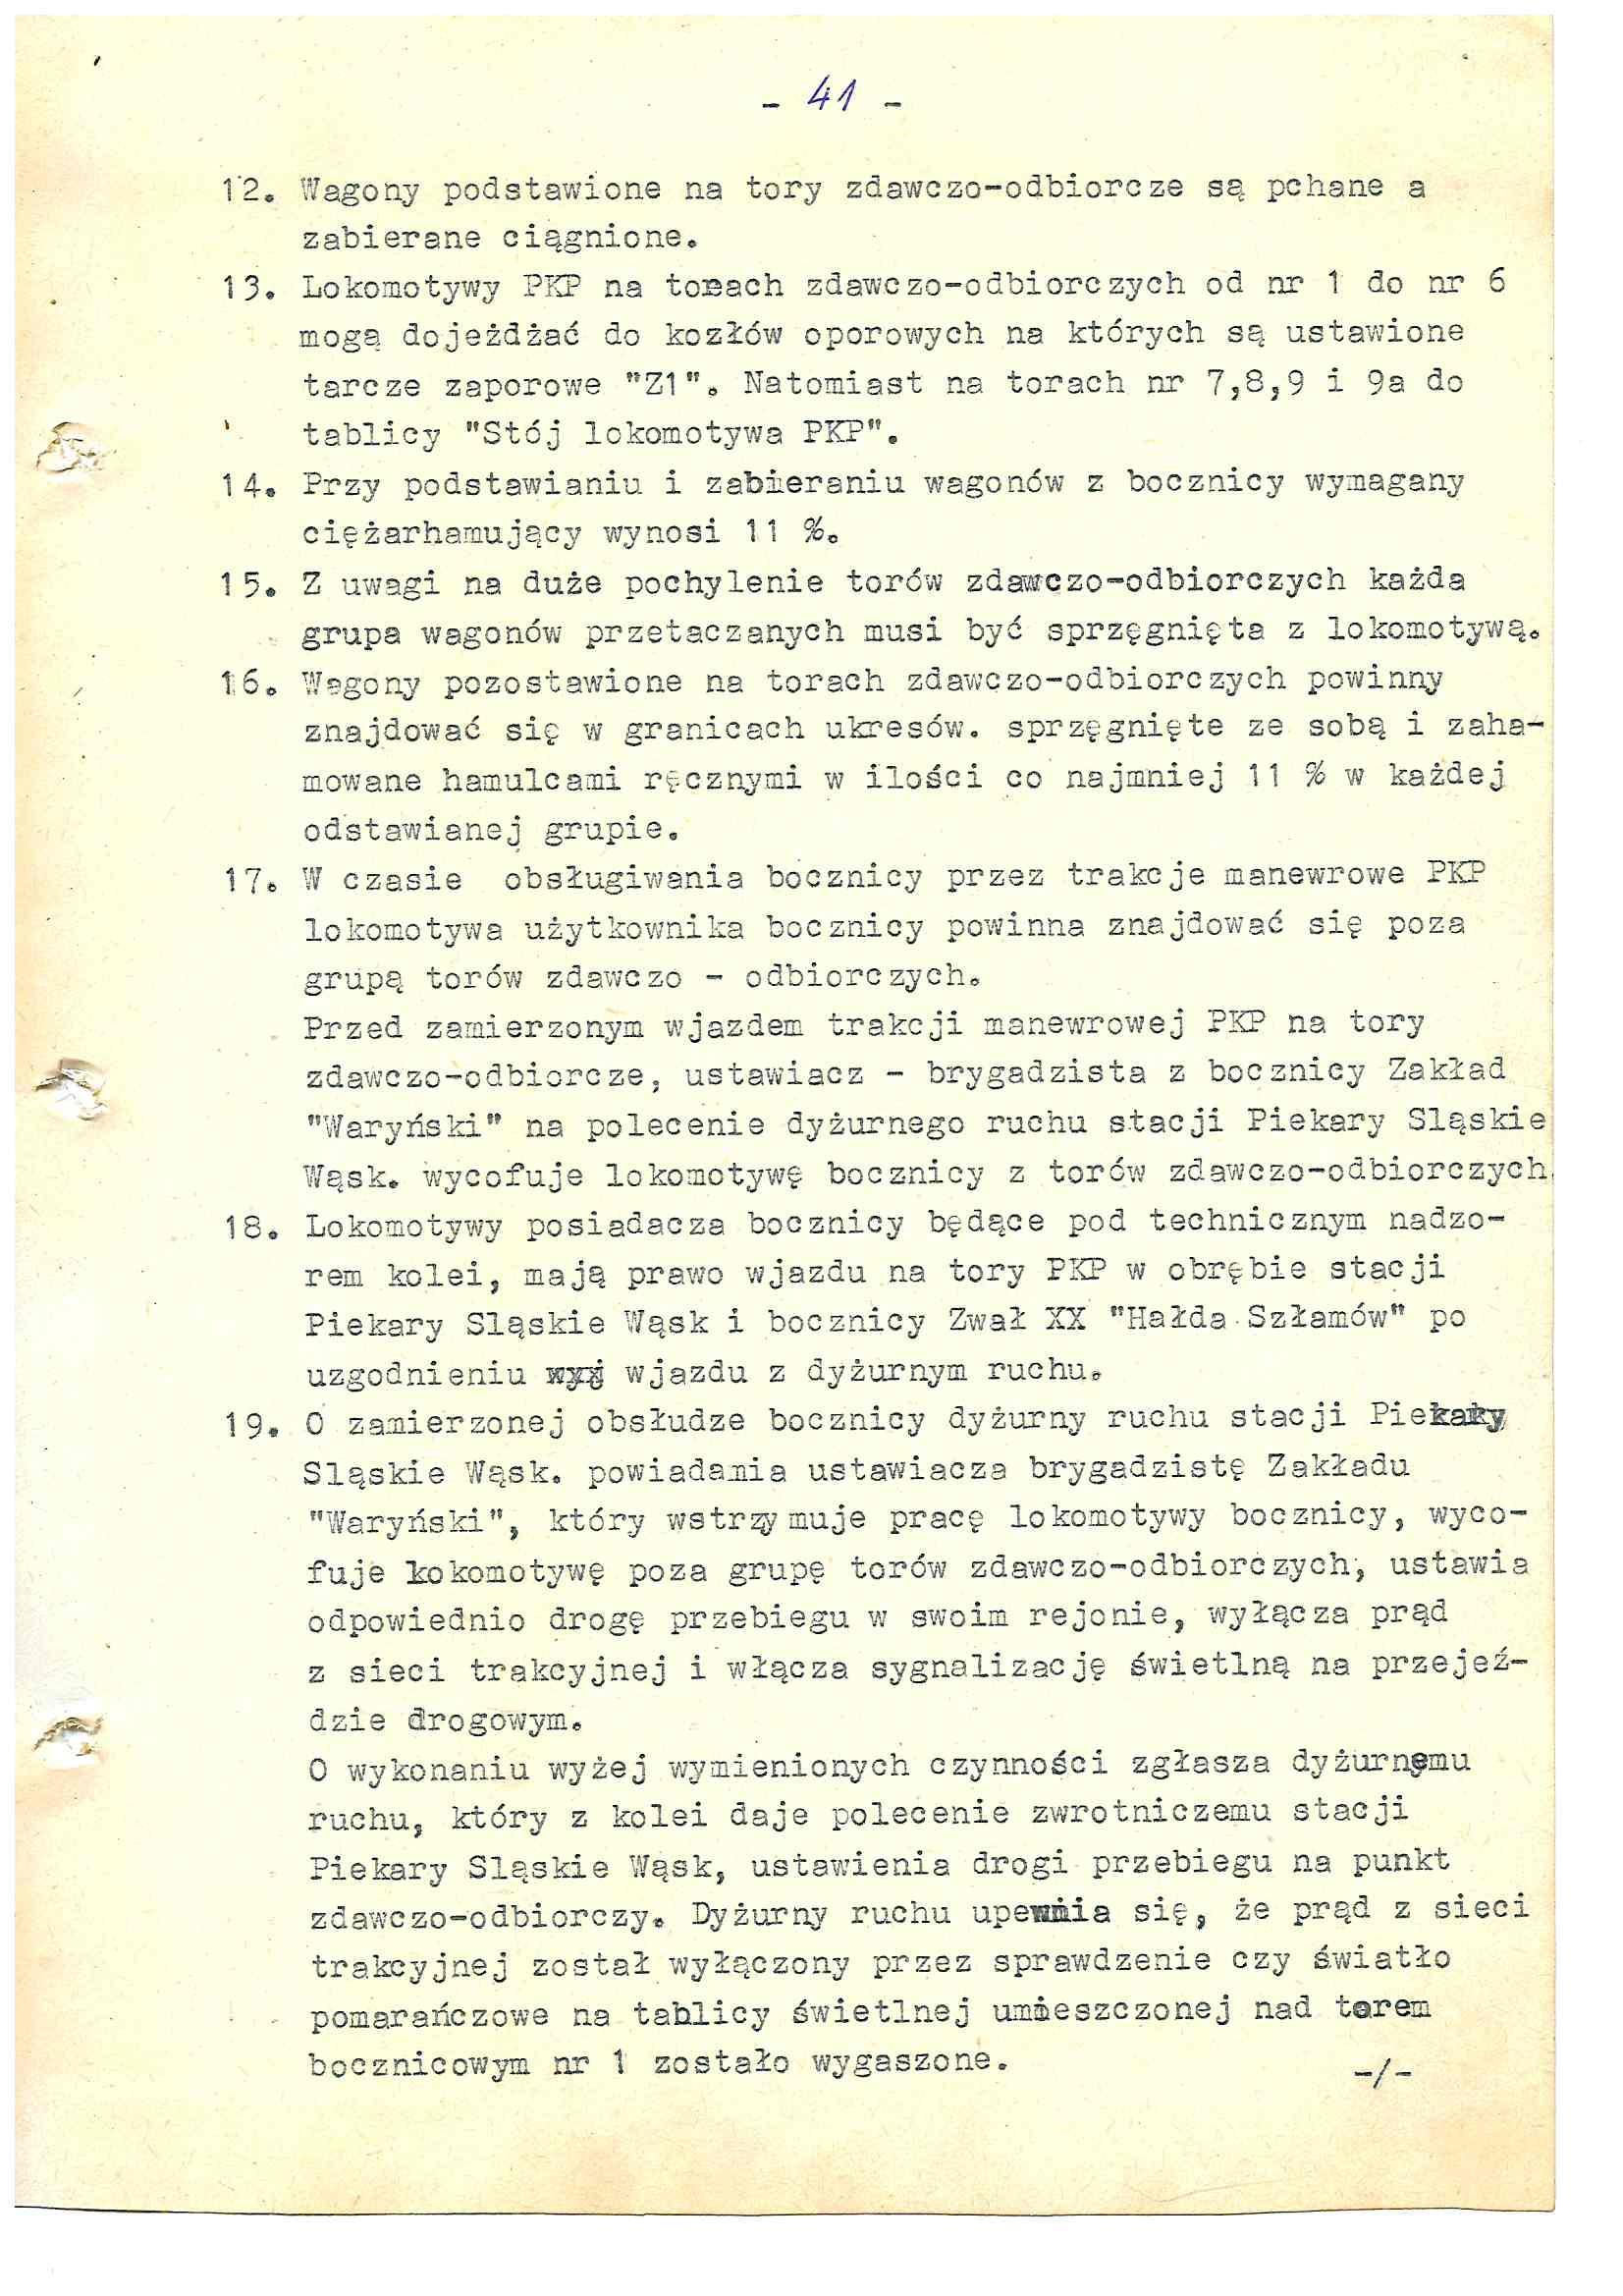 - 41 -
12. Wagony podstawione na tory zdawczo-odbiorcze są pchane a
zabierane ciągnione.
13. Lokomotywy PKP na torach zdawczo-odbiorczych od nr 1 do nr 6
mogą dojeżdżać do kozłów oporowych na których są ustawione
tarcze zaporowe "Z1". Natomiast na torach nr 7,8,9 i 9a do
tablicy "Stój lokomotywa PKP".
14. Przy podstawianiu i zabieraniu wagonów z bocznicy wymagany
ciężarhamujący wynosi 11 %.
15. Z uwagi na duże pochylenie torów zdawczo-odbiorczych każda
grupa wagonów przetaczanych musi być sprzęgnięta z lokomotywą.
16. Wagony pozostawione na torach zdawczo-odbiorczych powinny
znajdować się w granicach ukresów. sprzęgnięte ze sobą i zaha-
mowane hamulcami ręcznymi w ilości co najmniej 11 % w każdej
odstawianej grupie.
17. W czasie obsługiwania bocznicy przez trakcje manewrowe PKP
lokomotywa użytkownika bocznicy powinna znajdować się poza
grupą torów zdawczo - odbiorczych.
Przed zamierzonym wjazdem trakcji manewrowej PKP na tory
zdawczo-odbiorcze, ustawiacz - brygadzista z bocznicy Zakład
"Waryński" na polecenie dyżurnego ruchu stacji Piekary Sląskie
Wąsk. wycofuje lokomotywę bocznicy z torów zdawczo-odbiorczych.
18. Lokomotywy posiadacza bocznicy będące pod technicznym nadzo-
rem kolei, mają prawo wjazdu na tory PKP w obrębie stacji
Piekary Sląskie Wąsk i bocznicy Zwał XX "Hałda Szłamów" po
uzgodnieniu wjazdu z dyżurnym ruchu.
19. O zamierzonej obsłudze bocznicy dyżurny ruchu stacji Piekary
Sląskie Wąsk. powiadamia ustawiacza brygadzistę Zakładu
"Waryński", który wstrzymuje pracę lokomotywy bocznicy, wyco-
fuje lokomotywę poza grupę torów zdawczo-odbiorczych, ustawia
odpowiednio drogę przebiegu w swoim rejonie, wyłącza prąd
z sieci trakcyjnej i włącza sygnalizację świetlną na przejeź-
dzie drogowym.
O wykonaniu wyżej wymienionych czynności zgłasza dyżurnemu
ruchu, który z kolei daje polecenie zwrotniczemu stacji
Piekary Sląskie Wąsk, ustawienia drogi przebiegu na punkt
zdawczo-odbiorczy. Dyżurny ruchu upewnia się, że prąd z sieci
trakcyjnej został wyłączony przez sprawdzenie czy światło
pomarańczowe na tablicy świetlnej umieszczonej nad torem
bocznicowym nr 1 zostało wygaszone.
-/-